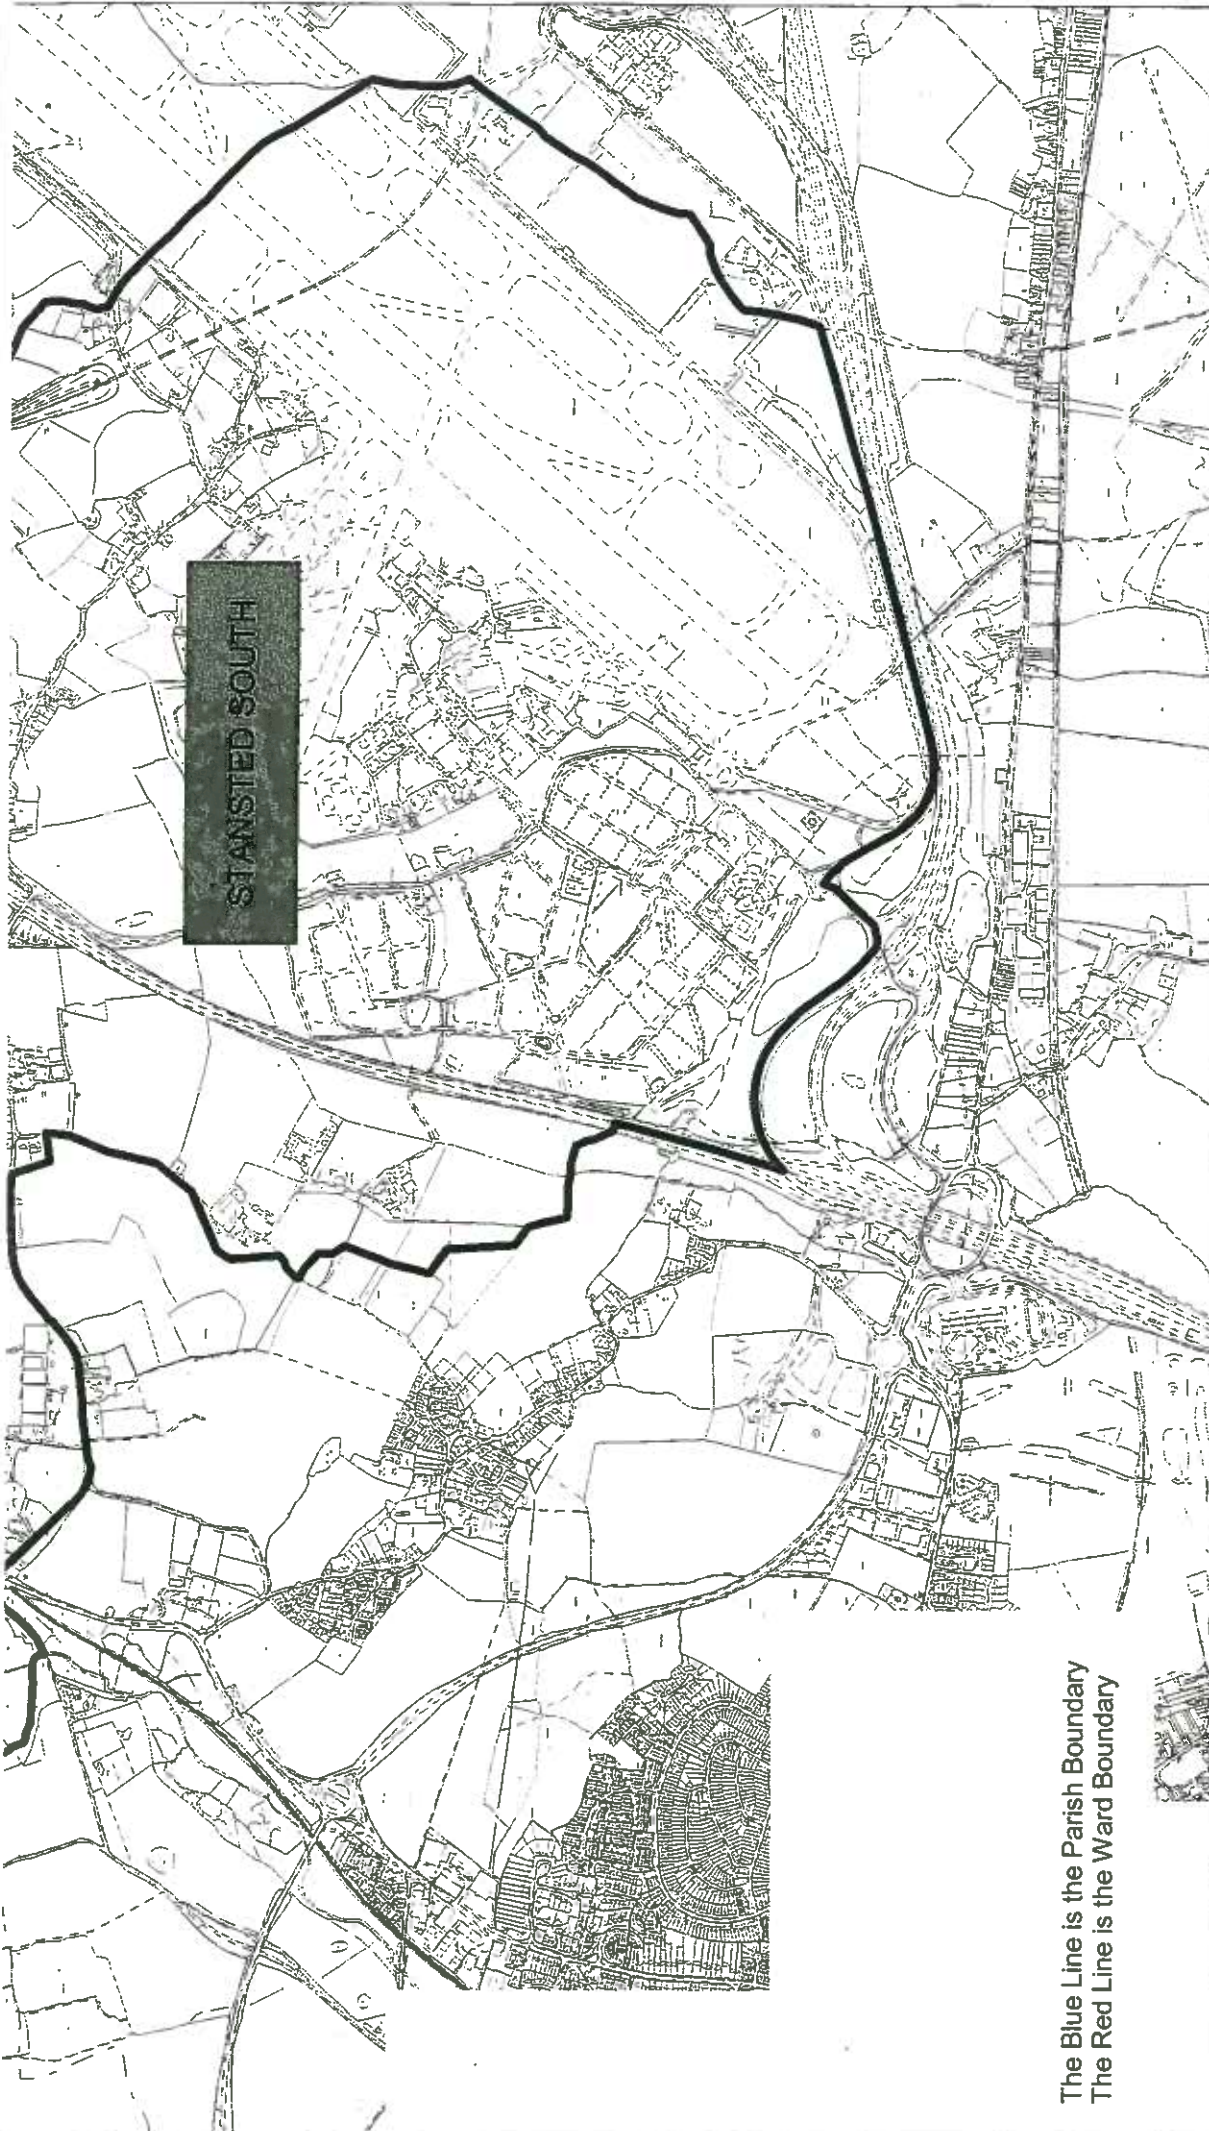 STANSTED SOUTH
The Blue Line is the Parish Boundary
The Red Line is the Ward Boundary